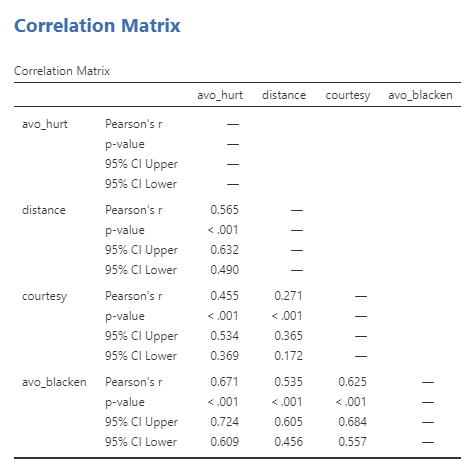 Correlation Matrix
Correlation Matrix
avo_hurt distance courtesy avo_blacken
avo_hurt Pearson's r —
p-value —
95% CI Upper —
95% CI Lower —
distance Pearson's r 0.565 —
p-value < .001 —
95% CI Upper 0.632 —
95% CI Lower 0.490 —
courtesy Pearson's r 0.455 0.271 —
p-value < .001 < .001 —
95% CI Upper 0.534 0.365 —
95% CI Lower 0.369 0.172 —
avo_blacken Pearson's r 0.671 0.535 0.625 —
p-value < .001 < .001 < .001 —
95% CI Upper 0.724 0.605 0.684 —
95% CI Lower 0.609 0.456 0.557 —